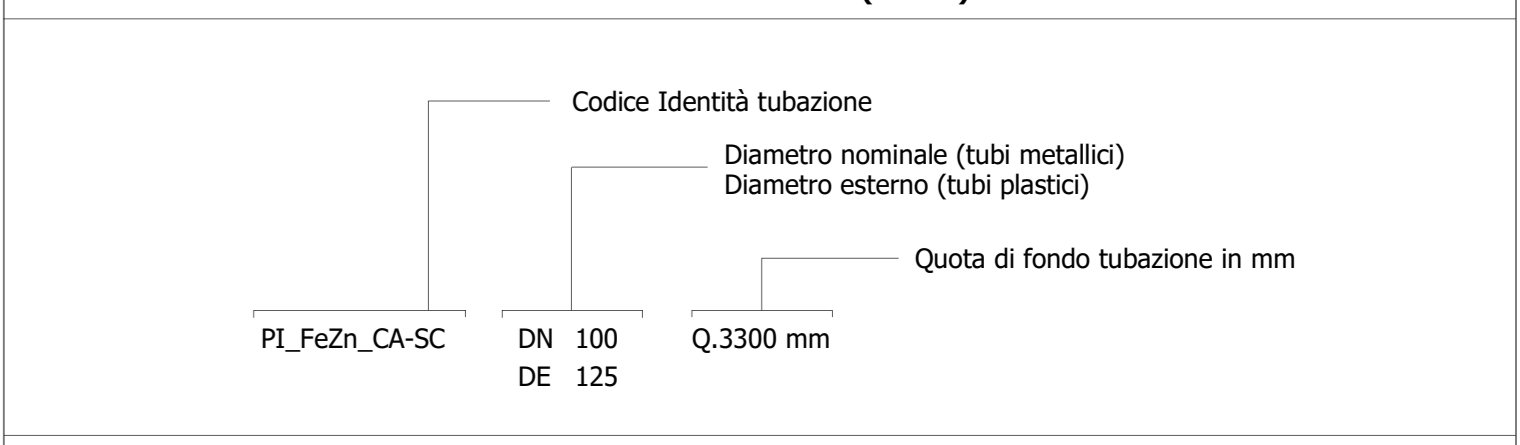 Codice Identità tubazione
Diametro nominale (tubi metallici)
Diametro esterno (tubi plastici)
Quota di fondo tubazione in mm
PI_FeZn_CA-SC DN 100 Q.3300 mm
DE 125